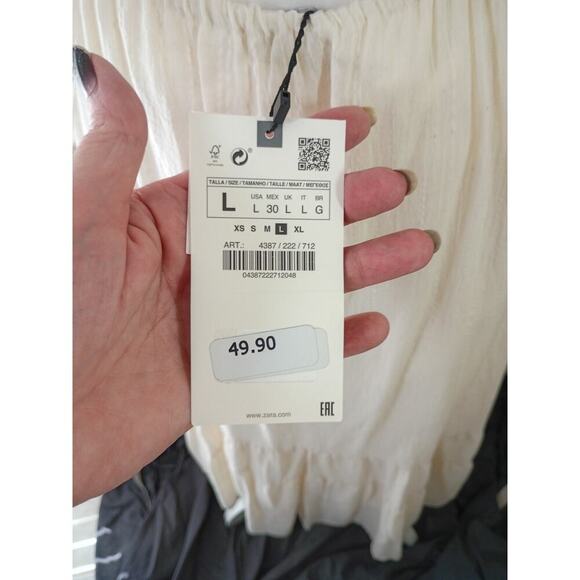 FSC
TALLA / SIZE / TAMANHO / TAILLE / MAAT / ΜΕΓΕΘΟΣ
L
USA MEX UK IT BR
L 30 L L G
XS S M L XL
ART.: 4387 / 222 / 712
04387222712048
49.90
www.zara.com
EAC